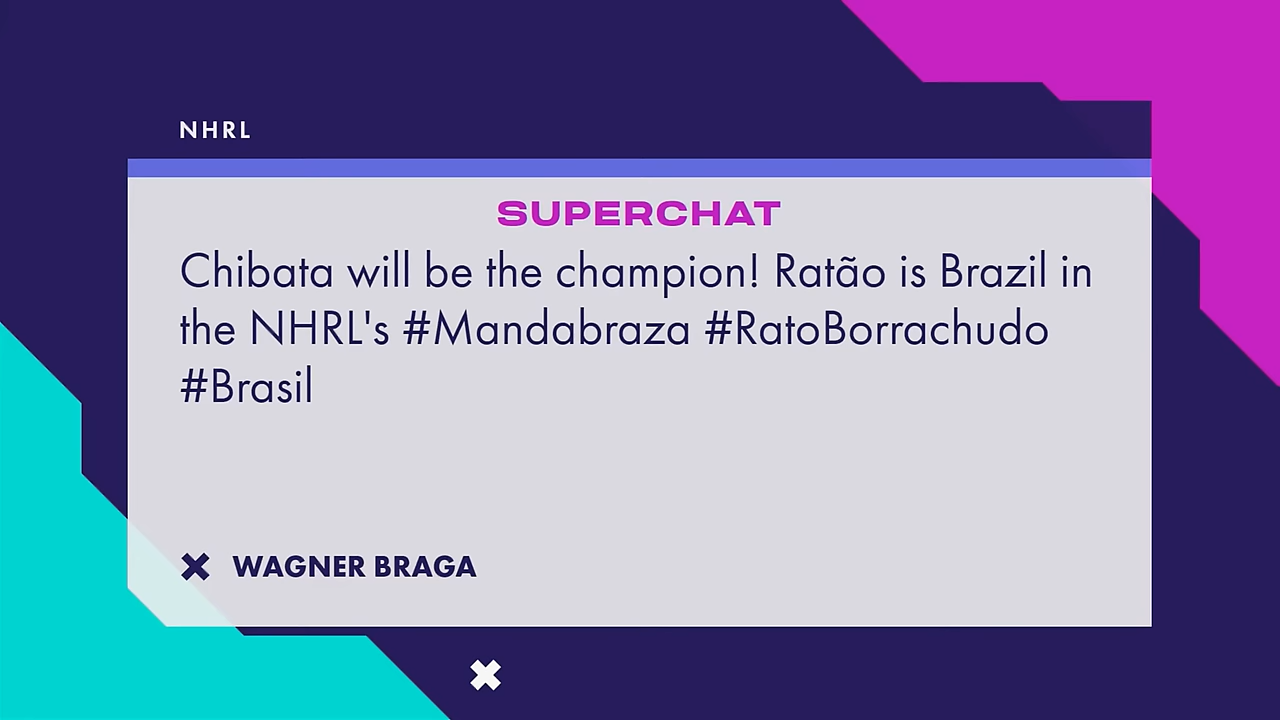 NHRL
SUPERCHAT
Chibata will be the champion! Ratão is Brazil in
the NHRL's #Mandabraza #RatoBorrachudo
#Brasil
WAGNER BRAGA